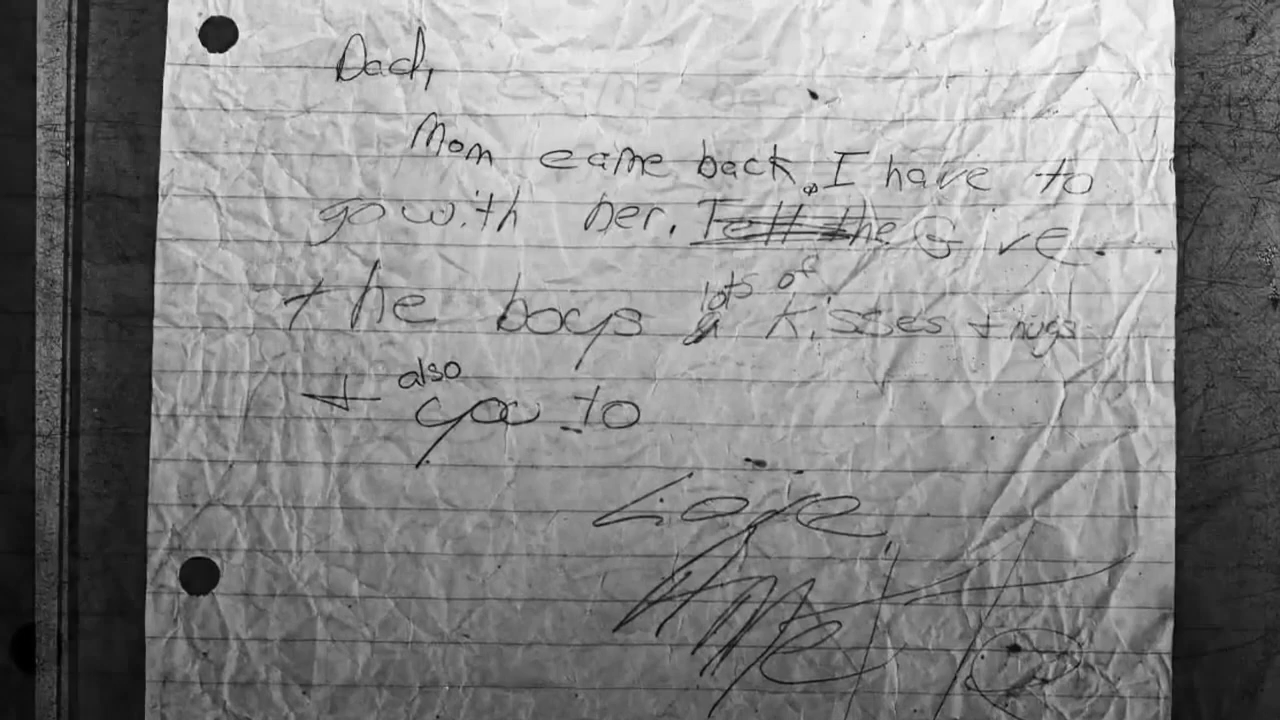 Dad,
Mom came back. I have to
go with her. Tell the Give
the boys lots of kisses + hugs
+ also you to
Love,